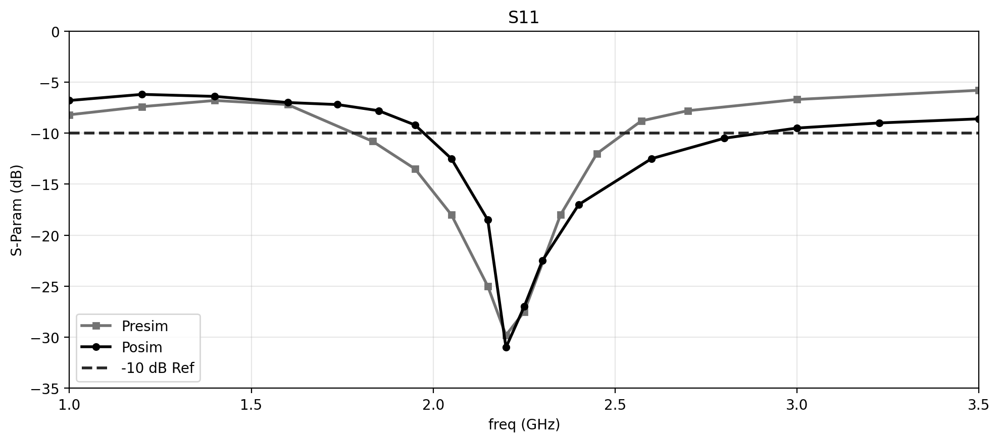 S11
S-Param (dB)
0
−5
−10
−15
−20
−25
−30
−35
Presim
Posim
-10 dB Ref
1.0 1.5 2.0 2.5 3.0 3.5
freq (GHz)